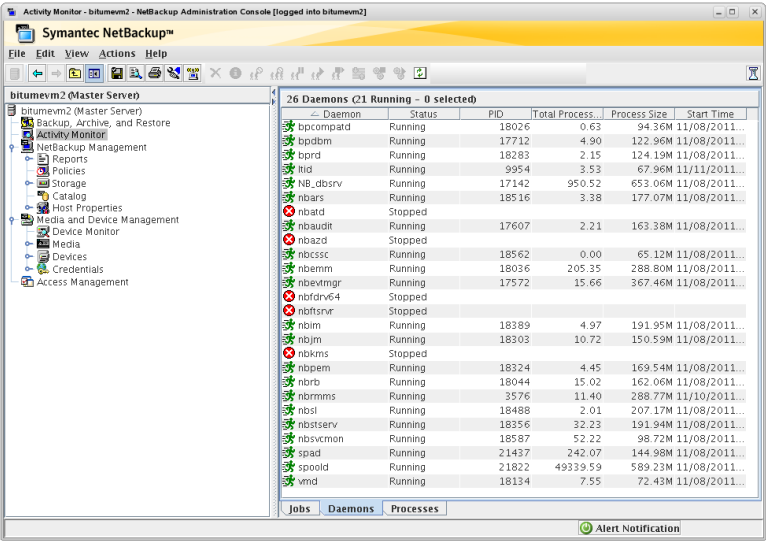 Activity Monitor - bitumevm2 - NetBackup Administration Console [logged into bitumevm2]
Symantec NetBackup™
File Edit View Actions Help
bitumevm2 (Master Server)
bitumevm2 (Master Server)
Backup, Archive, and Restore
Activity Monitor
NetBackup Management
Reports
Policies
Storage
Catalog
Host Properties
Media and Device Management
Device Monitor
Media
Devices
Credentials
Access Management
26 Daemons (21 Running - 0 selected)
Daemon Status PID Total Process... Process Size Start Time
bpcompatd Running 18026 0.63 94.36M 11/08/2011...
bpdbm Running 17712 4.90 122.96M 11/08/2011...
bprd Running 18283 2.15 124.19M 11/08/2011...
ltid Running 9954 3.53 67.96M 11/11/2011...
NB_dbsrv Running 17142 950.52 653.06M 11/08/2011...
nbars Running 18516 3.38 177.07M 11/08/2011...
nbatd Stopped
nbaudit Running 17607 2.21 163.38M 11/08/2011...
nbazd Stopped
nbcssc Running 18562 0.00 65.12M 11/08/2011...
nbemm Running 18036 205.35 288.80M 11/08/2011...
nbevtmgr Running 17572 15.66 367.46M 11/08/2011...
nbfdrv64 Stopped
nbftsrvr Stopped
nbim Running 18389 4.97 191.95M 11/08/2011...
nbjm Running 18303 10.72 150.59M 11/08/2011...
nbkms Stopped
nbpem Running 18324 4.45 169.54M 11/08/2011...
nbrb Running 18044 15.02 162.06M 11/08/2011...
nbrmms Running 3576 11.40 288.77M 11/10/2011...
nbsl Running 18488 2.01 207.17M 11/08/2011...
nbstserv Running 18356 32.23 191.94M 11/08/2011...
nbsvcmon Running 18587 52.22 98.72M 11/08/2011...
spad Running 21437 242.07 144.98M 11/08/2011...
spoold Running 21822 49339.59 589.23M 11/08/2011...
vmd Running 18134 7.55 72.43M 11/08/2011...
Jobs Daemons Processes
Alert Notification